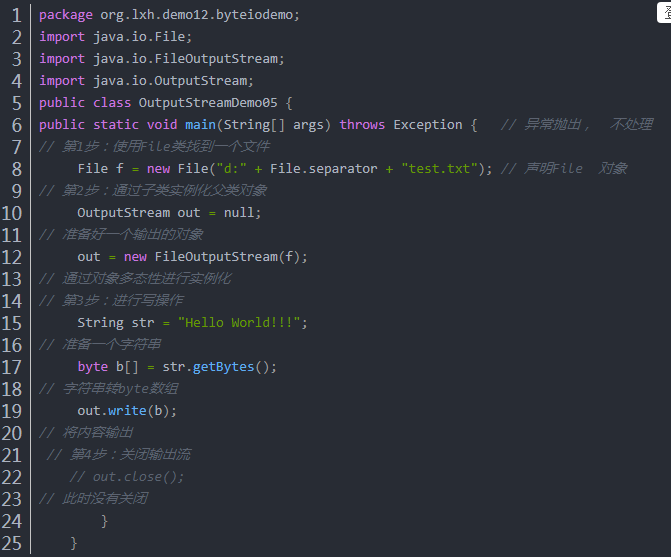 1 package org.lxh.demo12.byteiodemo;
2 import java.io.File;
3 import java.io.FileOutputStream;
4 import java.io.OutputStream;
5 public class OutputStreamDemo05 {
6 public static void main(String[] args) throws Exception {   // 异常抛出， 不处理
7 // 第1步：使用File类找到一个文件
8      File f = new File("d:" + File.separator + "test.txt"); // 声明File  对象
9 // 第2步：通过子类实例化父类对象
10      OutputStream out = null;
11 // 准备好一个输出的对象
12      out = new FileOutputStream(f);
13 // 通过对象多态性进行实例化
14 // 第3步：进行写操作
15      String str = "Hello World!!!";
16 // 准备一个字符串
17      byte b[] = str.getBytes();
18 // 字符串转byte数组
19      out.write(b);
20 // 将内容输出
21  // 第4步：关闭输出流
22     // out.close();
23 // 此时没有关闭
24         }
25     }